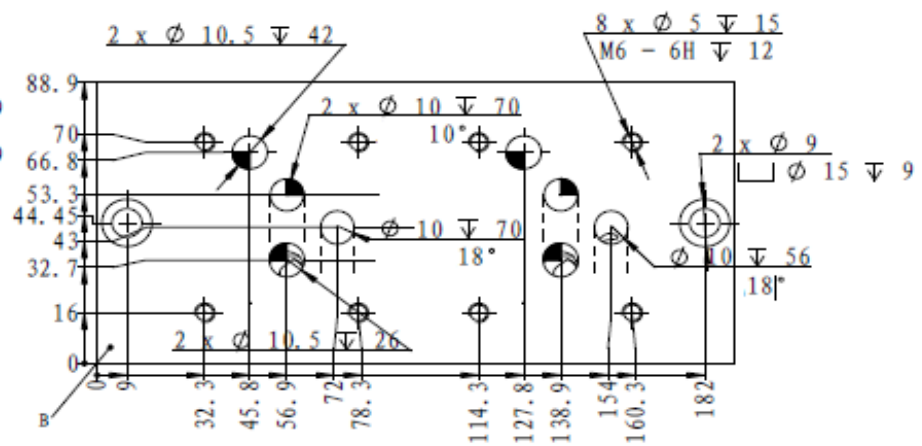 2 x Ø 10.5 ↧ 42
8 x Ø 5 ↧ 15
M6 - 6H ↧ 12
88.9
2 x Ø 10 ↧ 70
10°
70
2 x Ø 9
⌴ Ø 15 ↧ 9
66.8
53.3
44.45
43
Ø 10 ↧ 70
18°
Ø 10 ↧ 56
18°
32.7
16
2 x Ø 10.5 ↧ 26
0
B
0
9
32.3
45.8
56.9
72
78.3
114.3
127.8
138.9
154
160.3
182